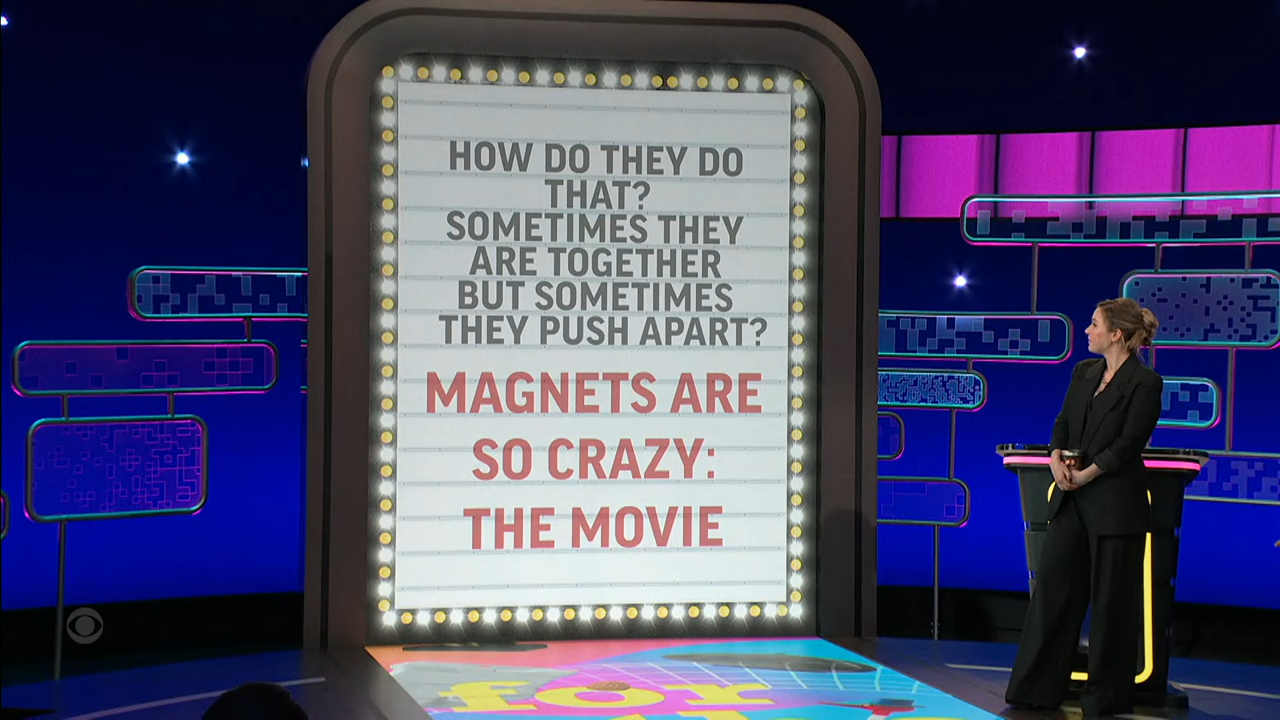 HOW DO THEY DO
THAT?
SOMETIMES THEY
ARE TOGETHER
BUT SOMETIMES
THEY PUSH APART?
MAGNETS ARE
SO CRAZY:
THE MOVIE
for